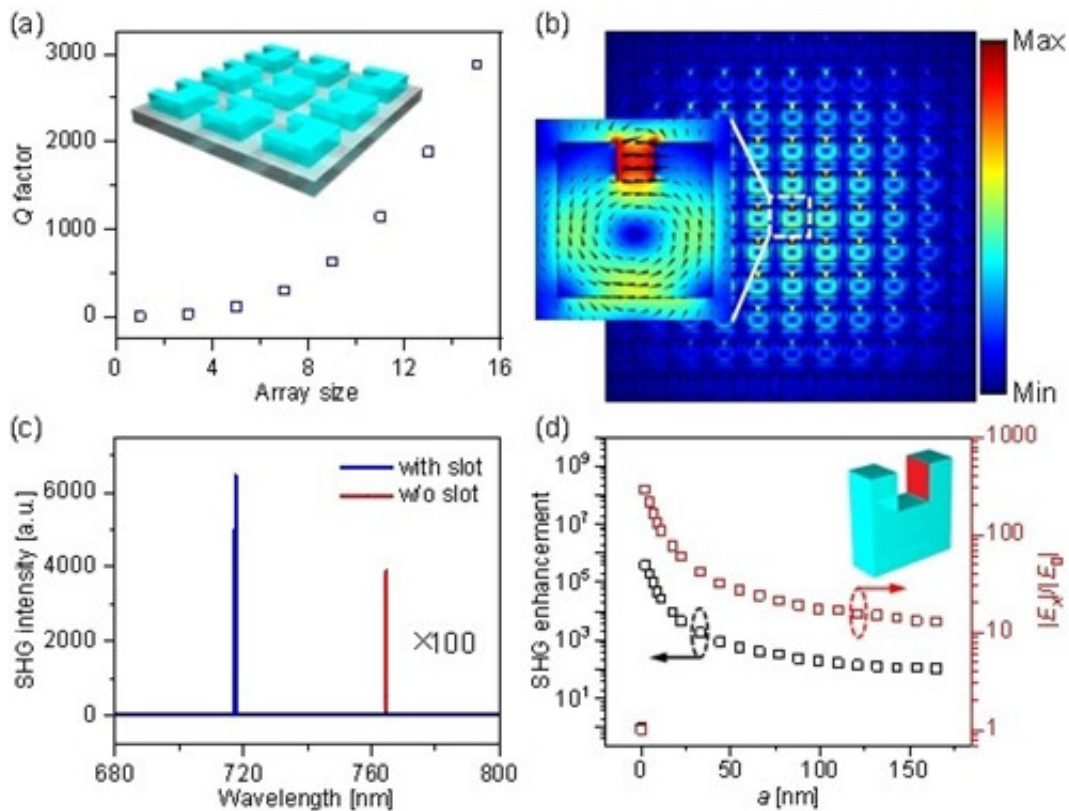 (a)
3000
2000
1000
0
Q factor
0 4 8 12 16
Array size
(b)
Max
Min
(c)
6000
4000
2000
0
SHG intensity [a.u.]
with slot
w/o slot
×100
680 720 760 800
Wavelength [nm]
(d)
10⁹
10⁷
10⁵
10³
10¹
SHG enhancement
1000
100
10
1
|Eₓ|/|E₀|
0 50 100 150
a [nm]